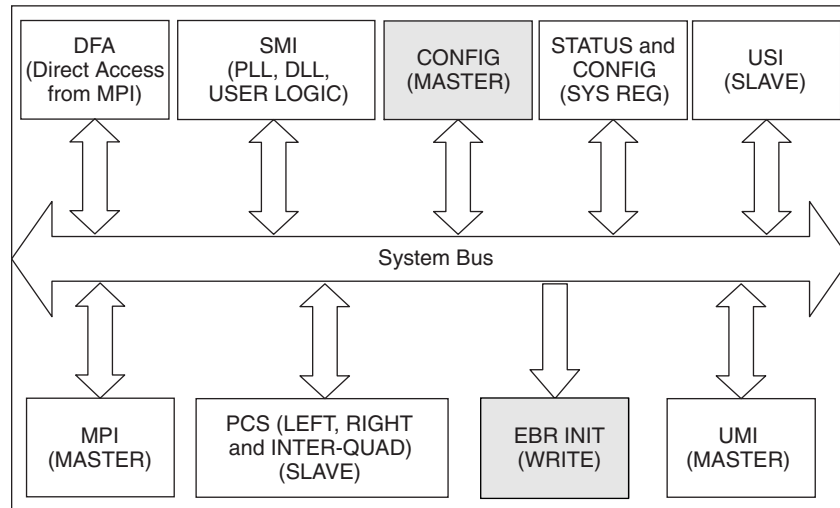 DFA
(Direct Access
from MPI)
SMI
(PLL, DLL,
USER LOGIC)
CONFIG
(MASTER)
STATUS and
CONFIG
(SYS REG)
USI
(SLAVE)
System Bus
MPI
(MASTER)
PCS (LEFT, RIGHT
and INTER-QUAD)
(SLAVE)
EBR INIT
(WRITE)
UMI
(MASTER)